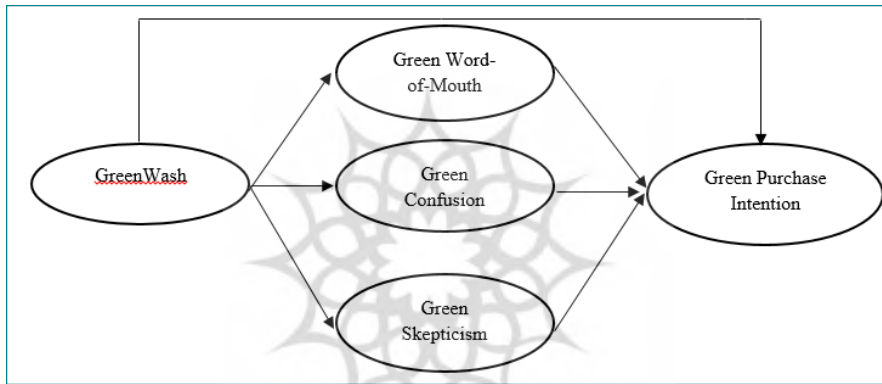 Green Word-
of-Mouth
GreenWash
Green
Confusion
Green Purchase
Intention
Green
Skepticism